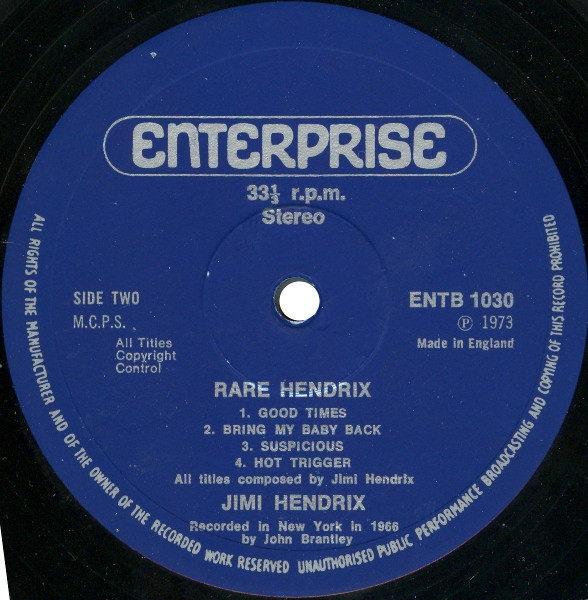 ENTERPRISE
33⅓ r.p.m.
Stereo
SIDE TWO
M.C.P.S.
All Titles
Copyright
Control
ENTB 1030
Ⓟ 1973
Made in England
RARE HENDRIX
1. GOOD TIMES
2. BRING MY BABY BACK
3. SUSPICIOUS
4. HOT TRIGGER
All titles composed by Jimi Hendrix
JIMI HENDRIX
Recorded in New York in 1966
by John Brantley
ALL RIGHTS OF THE MANUFACTURER AND OF THE OWNER OF THE RECORDED WORK RESERVED UNAUTHORISED PUBLIC PERFORMANCE BROADCASTING AND COPYING OF THIS RECORD PROHIBITED